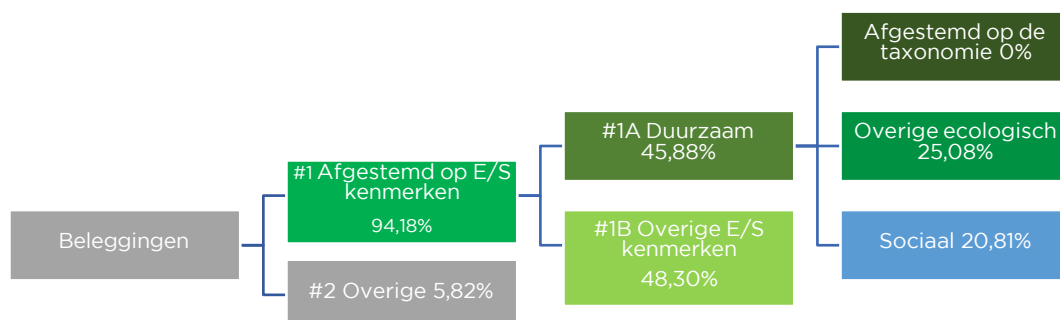 Beleggingen
#1 Afgestemd op E/S
kenmerken
94,18%
#2 Overige 5,82%
#1A Duurzaam
45,88%
#1B Overige E/S
kenmerken
48,30%
Afgestemd op de
taxonomie 0%
Overige ecologisch
25,08%
Sociaal 20,81%